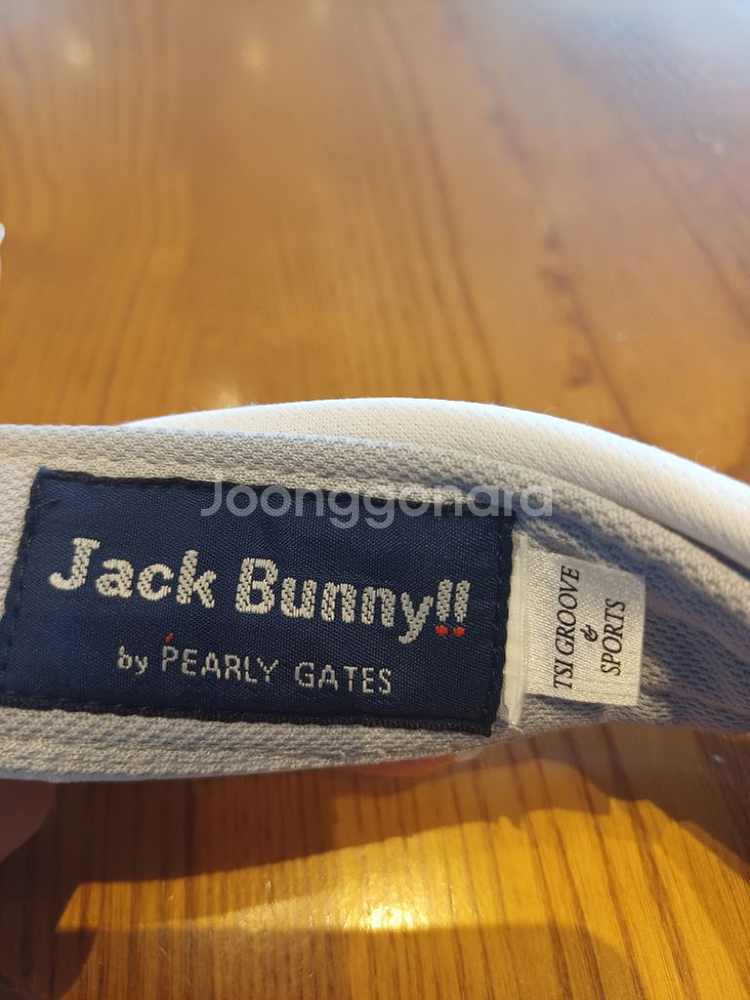 Joonggonara
Jack Bunny!!
by PEARLY GATES
TSI GROOVE
&
SPORTS